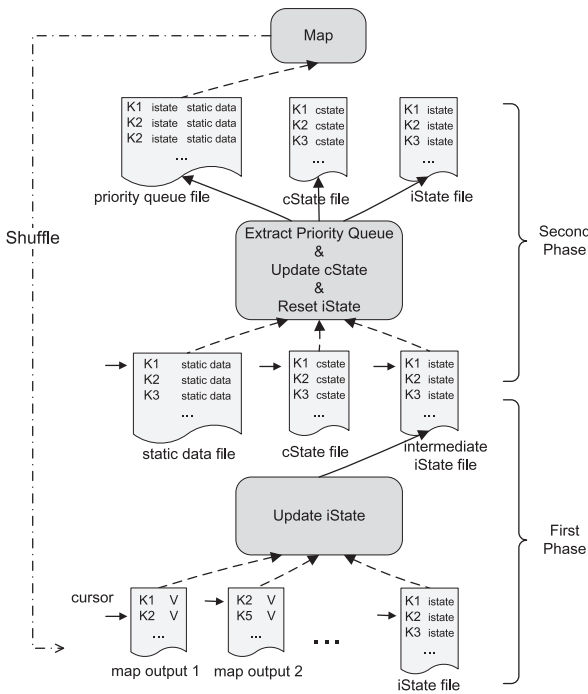 Map
K1 istate static data
K2 istate static data
K2 istate static data
...
priority queue file
K1 cstate
K2 cstate
K3 cstate
...
cState file
K1 istate
K2 istate
K3 istate
...
iState file
Shuffle
Extract Priority Queue
&
Update cState
&
Reset iState
Second
Phase
K1 static data
K2 static data
K3 static data
...
static data file
K1 cstate
K2 cstate
K3 cstate
...
cState file
K1 istate
K2 istate
K3 istate
...
intermediate
iState file
Update iState
First
Phase
cursor
K1 V
K2 V
...
map output 1
K2 V
K5 V
...
map output 2
...
K1 istate
K2 istate
K3 istate
...
iState file